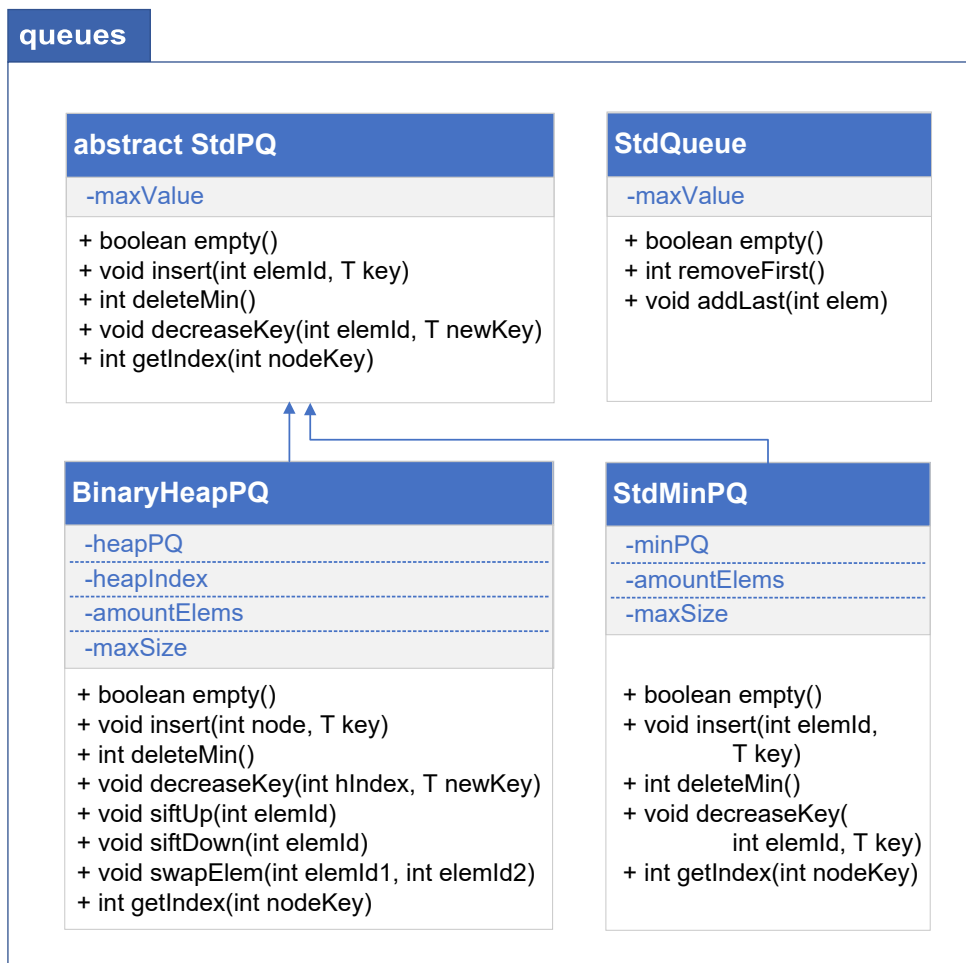 queues
abstract StdPQ
-maxValue
+ boolean empty()
+ void insert(int elemId, T key)
+ int deleteMin()
+ void decreaseKey(int elemId, T newKey)
+ int getIndex(int nodeKey)
StdQueue
-maxValue
+ boolean empty()
+ int removeFirst()
+ void addLast(int elem)
BinaryHeapPQ
-heapPQ
-heapIndex
-amountElems
-maxSize
+ boolean empty()
+ void insert(int node, T key)
+ int deleteMin()
+ void decreaseKey(int hIndex, T newKey)
+ void siftUp(int elemId)
+ void siftDown(int elemId)
+ void swapElem(int elemId1, int elemId2)
+ int getIndex(int nodeKey)
StdMinPQ
-minPQ
-amountElems
-maxSize
+ boolean empty()
+ void insert(int elemId,
T key)
+ int deleteMin()
+ void decreaseKey(
int elemId, T key)
+ int getIndex(int nodeKey)